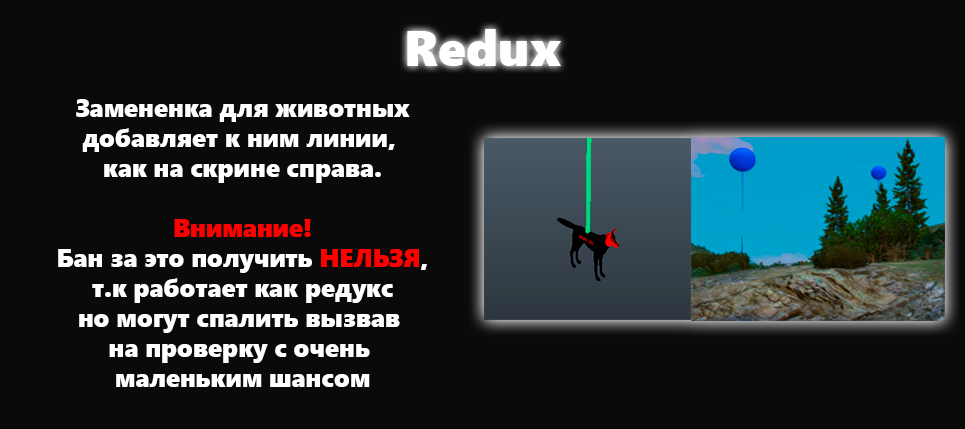 Redux
Замененка для животных
добавляет к ним линии,
как на скрине справа.
Внимание!
Бан за это получить НЕЛЬЗЯ,
т.к работает как редукс
но могут спалить вызвав
на проверку с очень
маленьким шансом